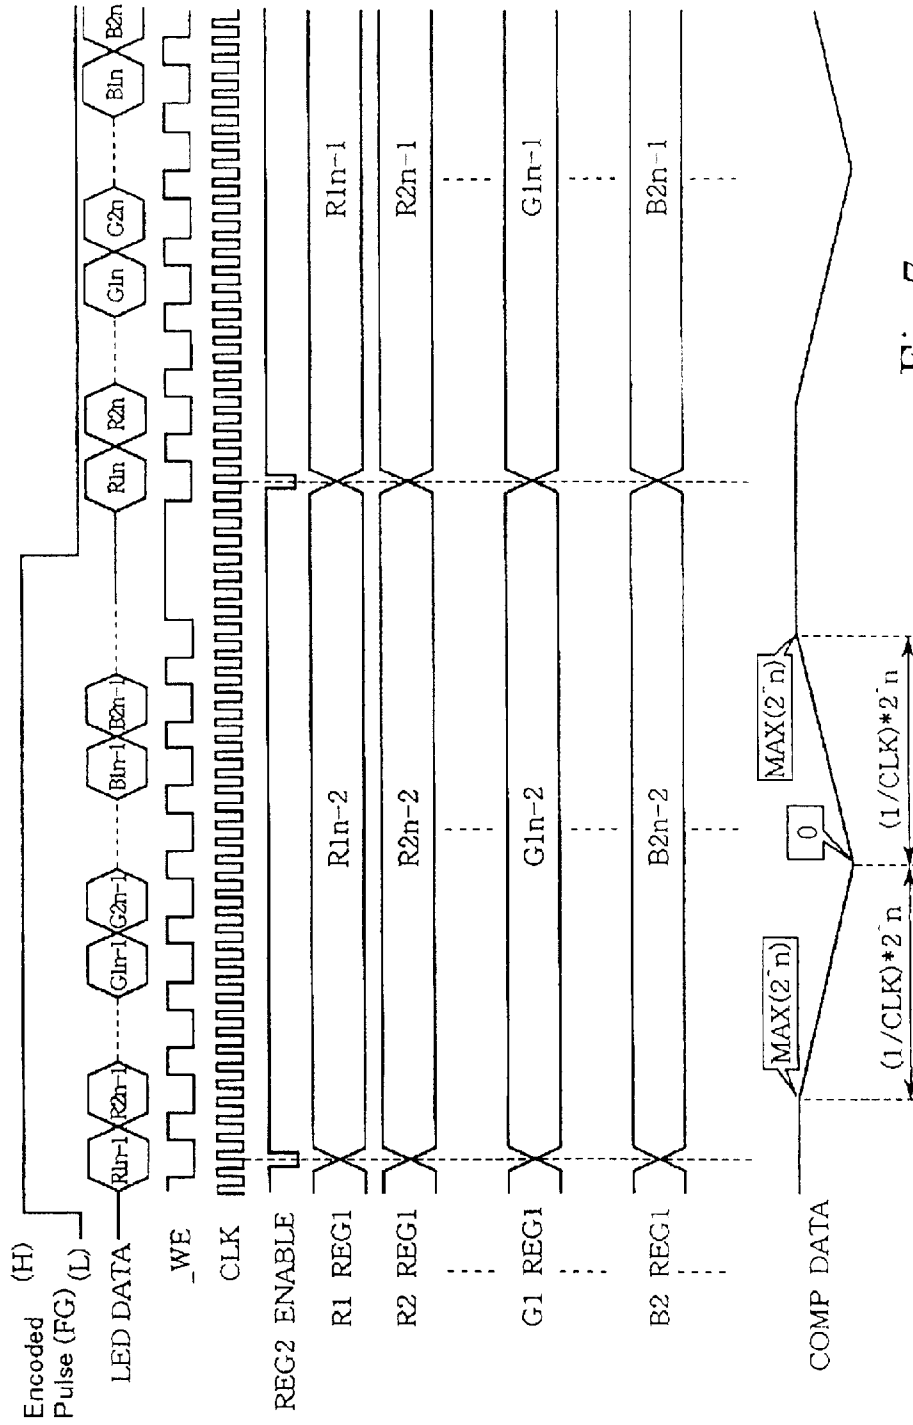 Encoded (H)
Pulse (FG) (L)
LED DATA R1n-1 R2n-1 G1n-1 G2n-1 B1n-1 B2n-1 R1n R2n G1n G2n B1n B2n
_WE
CLK
REG2 ENABLE
R1 REG1 R1n-2 R1n-1
R2 REG1 R2n-2 R2n-1
G1 REG1 G1n-2 G1n-1
B2 REG1 B2n-2 B2n-1
MAX(2^n) 0 MAX(2^n)
COMP DATA
(1/CLK)*2^n (1/CLK)*2^n